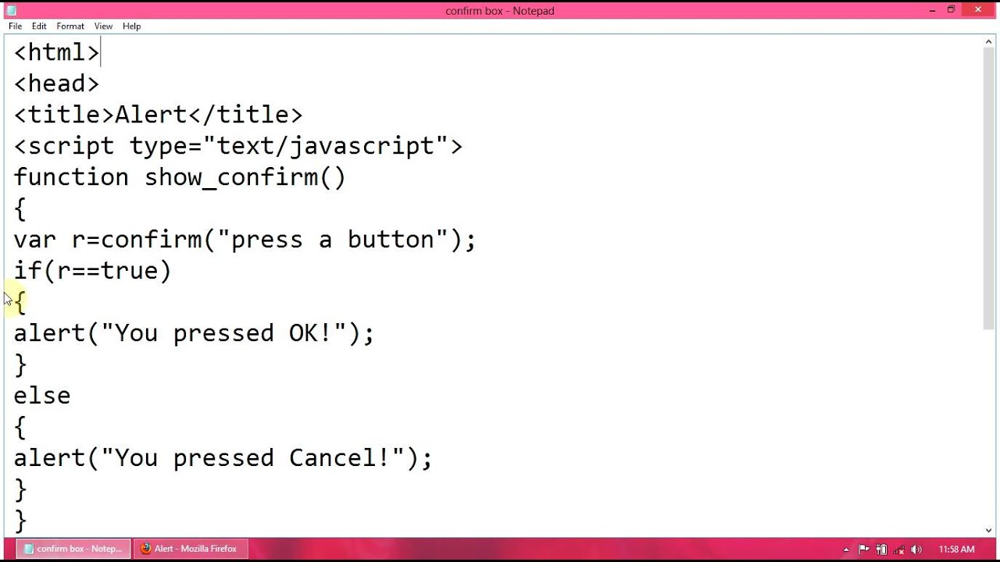 confirm box - Notepad
File Edit Format View Help
<html>
<head>
<title>Alert</title>
<script type="text/javascript">
function show_confirm()
{
var r=confirm("press a button");
if(r==true)
{
alert("You pressed OK!");
}
else
{
alert("You pressed Cancel!");
}
}
confirm box - Notep... Alert - Mozilla Firefox 11:58 AM